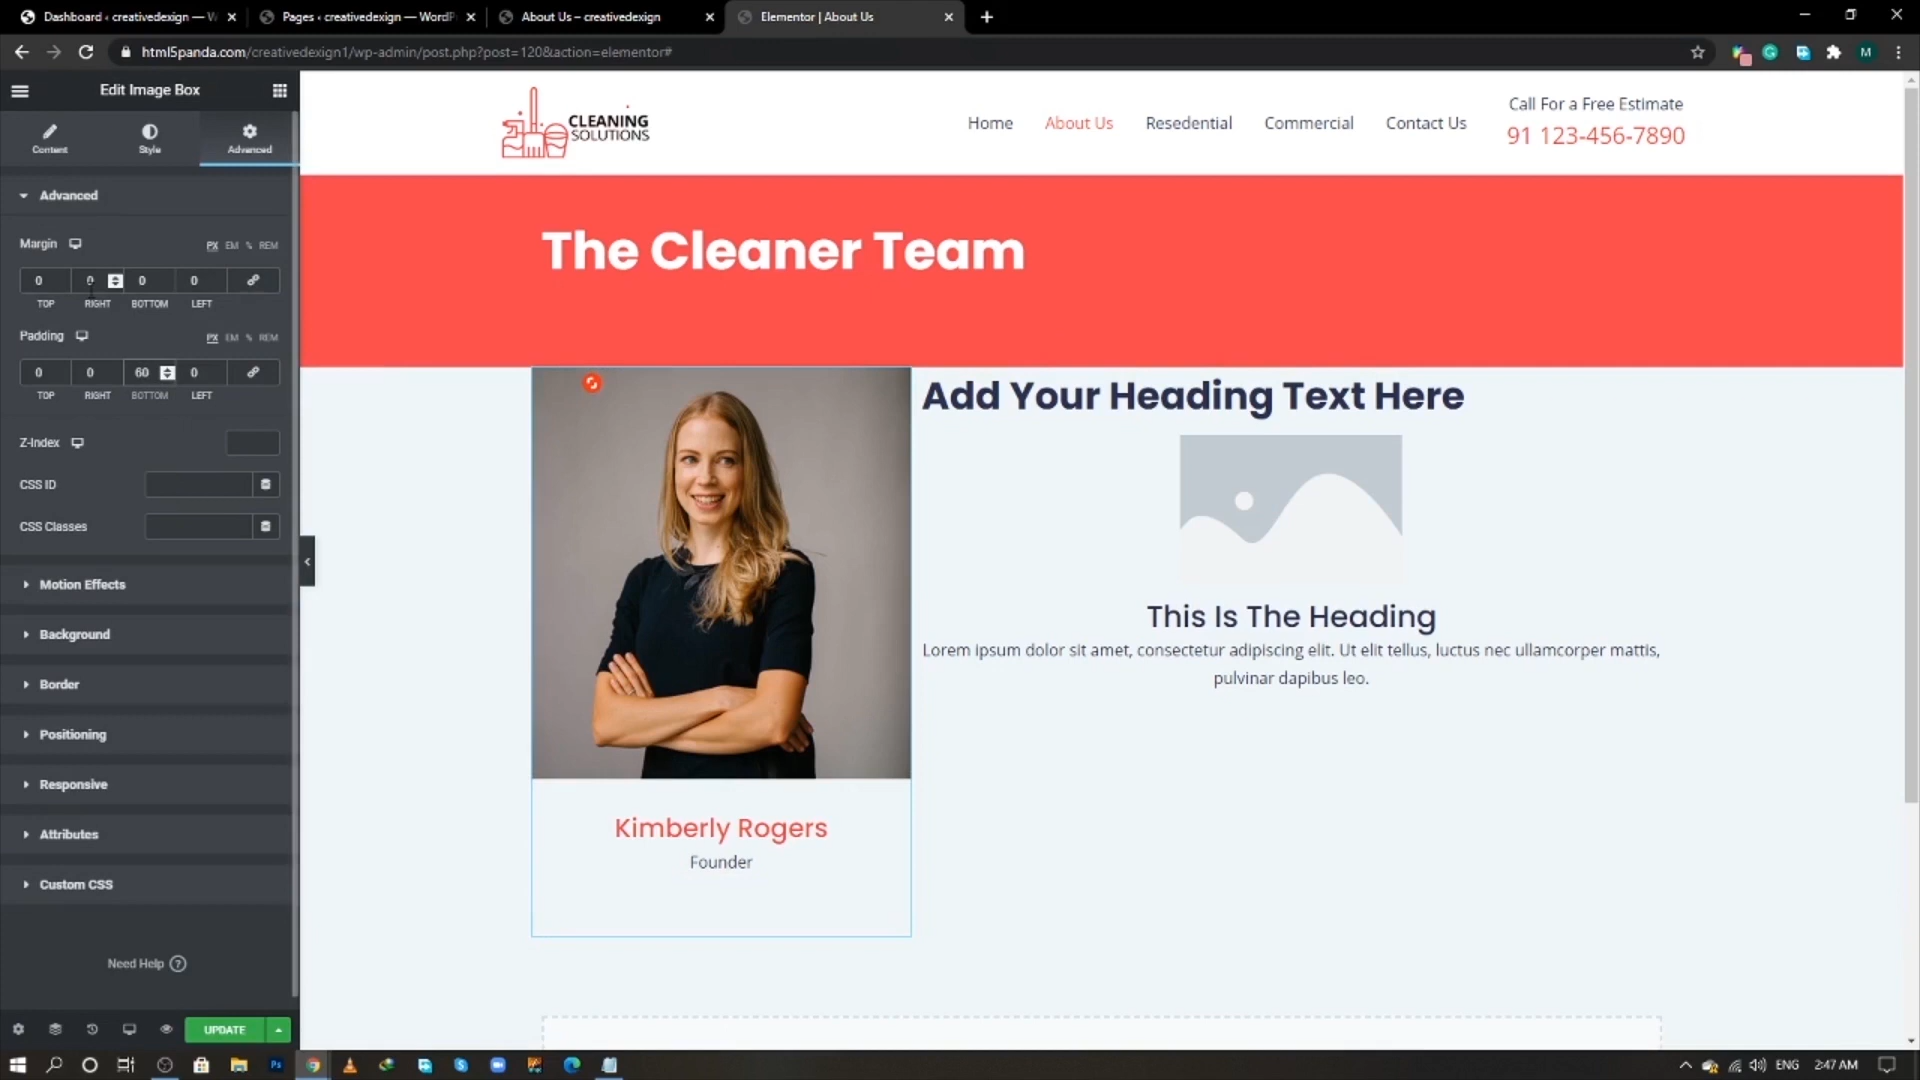 Dashboard ‹ creativedexign — W
Pages ‹ creativedexign — WordP
About Us – creativedexign
Elementor | About Us
html5panda.com/creativedexign1/wp-admin/post.php?post=120&action=elementor#
M
Edit Image Box
Content
Style
Advanced
Advanced
Margin
PX EM % REM
0 0 0 0
TOP RIGHT BOTTOM LEFT
Padding
PX EM % REM
0 0 60 0
TOP RIGHT BOTTOM LEFT
Z-Index
CSS ID
CSS Classes
Motion Effects
Background
Border
Positioning
Responsive
Attributes
Custom CSS
Need Help ?
UPDATE
CLEANING
SOLUTIONS
Home
About Us
Resedential
Commercial
Contact Us
Call For a Free Estimate
91 123-456-7890
The Cleaner Team
Add Your Heading Text Here
This Is The Heading
Lorem ipsum dolor sit amet, consectetur adipiscing elit. Ut elit tellus, luctus nec ullamcorper mattis,
pulvinar dapibus leo.
Kimberly Rogers
Founder
Ps
ENG
2:47 AM